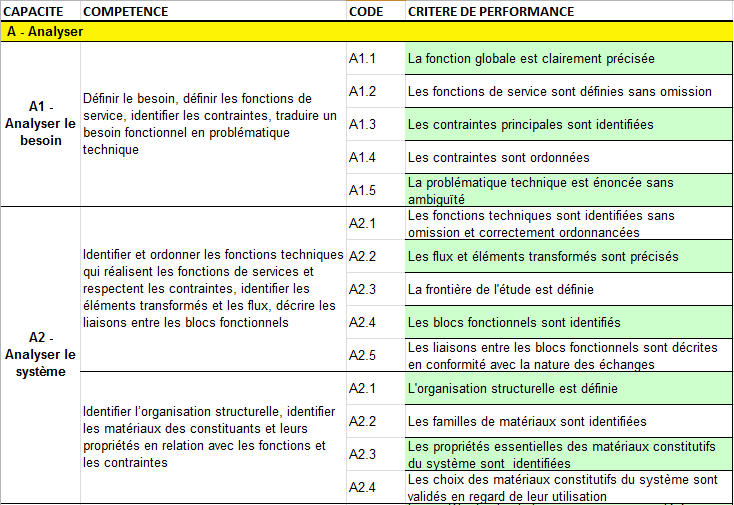 CAPACITE COMPETENCE CODE CRITERE DE PERFORMANCE
A - Analyser
A1 -
Analyser le
besoin
Définir le besoin, définir les fonctions de
service, identifier les contraintes, traduire un
besoin fonctionnel en problématique
technique
A1.1 La fonction globale est clairement précisée
A1.2 Les fonctions de service sont définies sans omission
A1.3 Les contraintes principales sont identifiées
A1.4 Les contraintes sont ordonnées
A1.5 La problématique technique est énoncée sans
ambiguïté
A2 -
Analyser le
système
Identifier et ordonner les fonctions techniques
qui réalisent les fonctions de services et
respectent les contraintes, identifier les
éléments transformés et les flux, décrire les
liaisons entre les blocs fonctionnels
A2.1 Les fonctions techniques sont identifiées sans
omission et correctement ordonnancées
A2.2 Les flux et éléments transformés sont précisés
A2.3 La frontière de l'étude est définie
A2.4 Les blocs fonctionnels sont identifiés
A2.5 Les liaisons entre les blocs fonctionnels sont décrites
en conformité avec la nature des échanges
Identifier l'organisation structurelle, identifier
les matériaux des constituants et leurs
propriétés en relation avec les fonctions et
les contraintes
A2.1 L'organisation structurelle est définie
A2.2 Les familles de matériaux sont identifiées
A2.3 Les propriétés essentielles des matériaux constitutifs
du système sont identifiées
A2.4 Les choix des matériaux constitutifs du système sont
validés en regard de leur utilisation